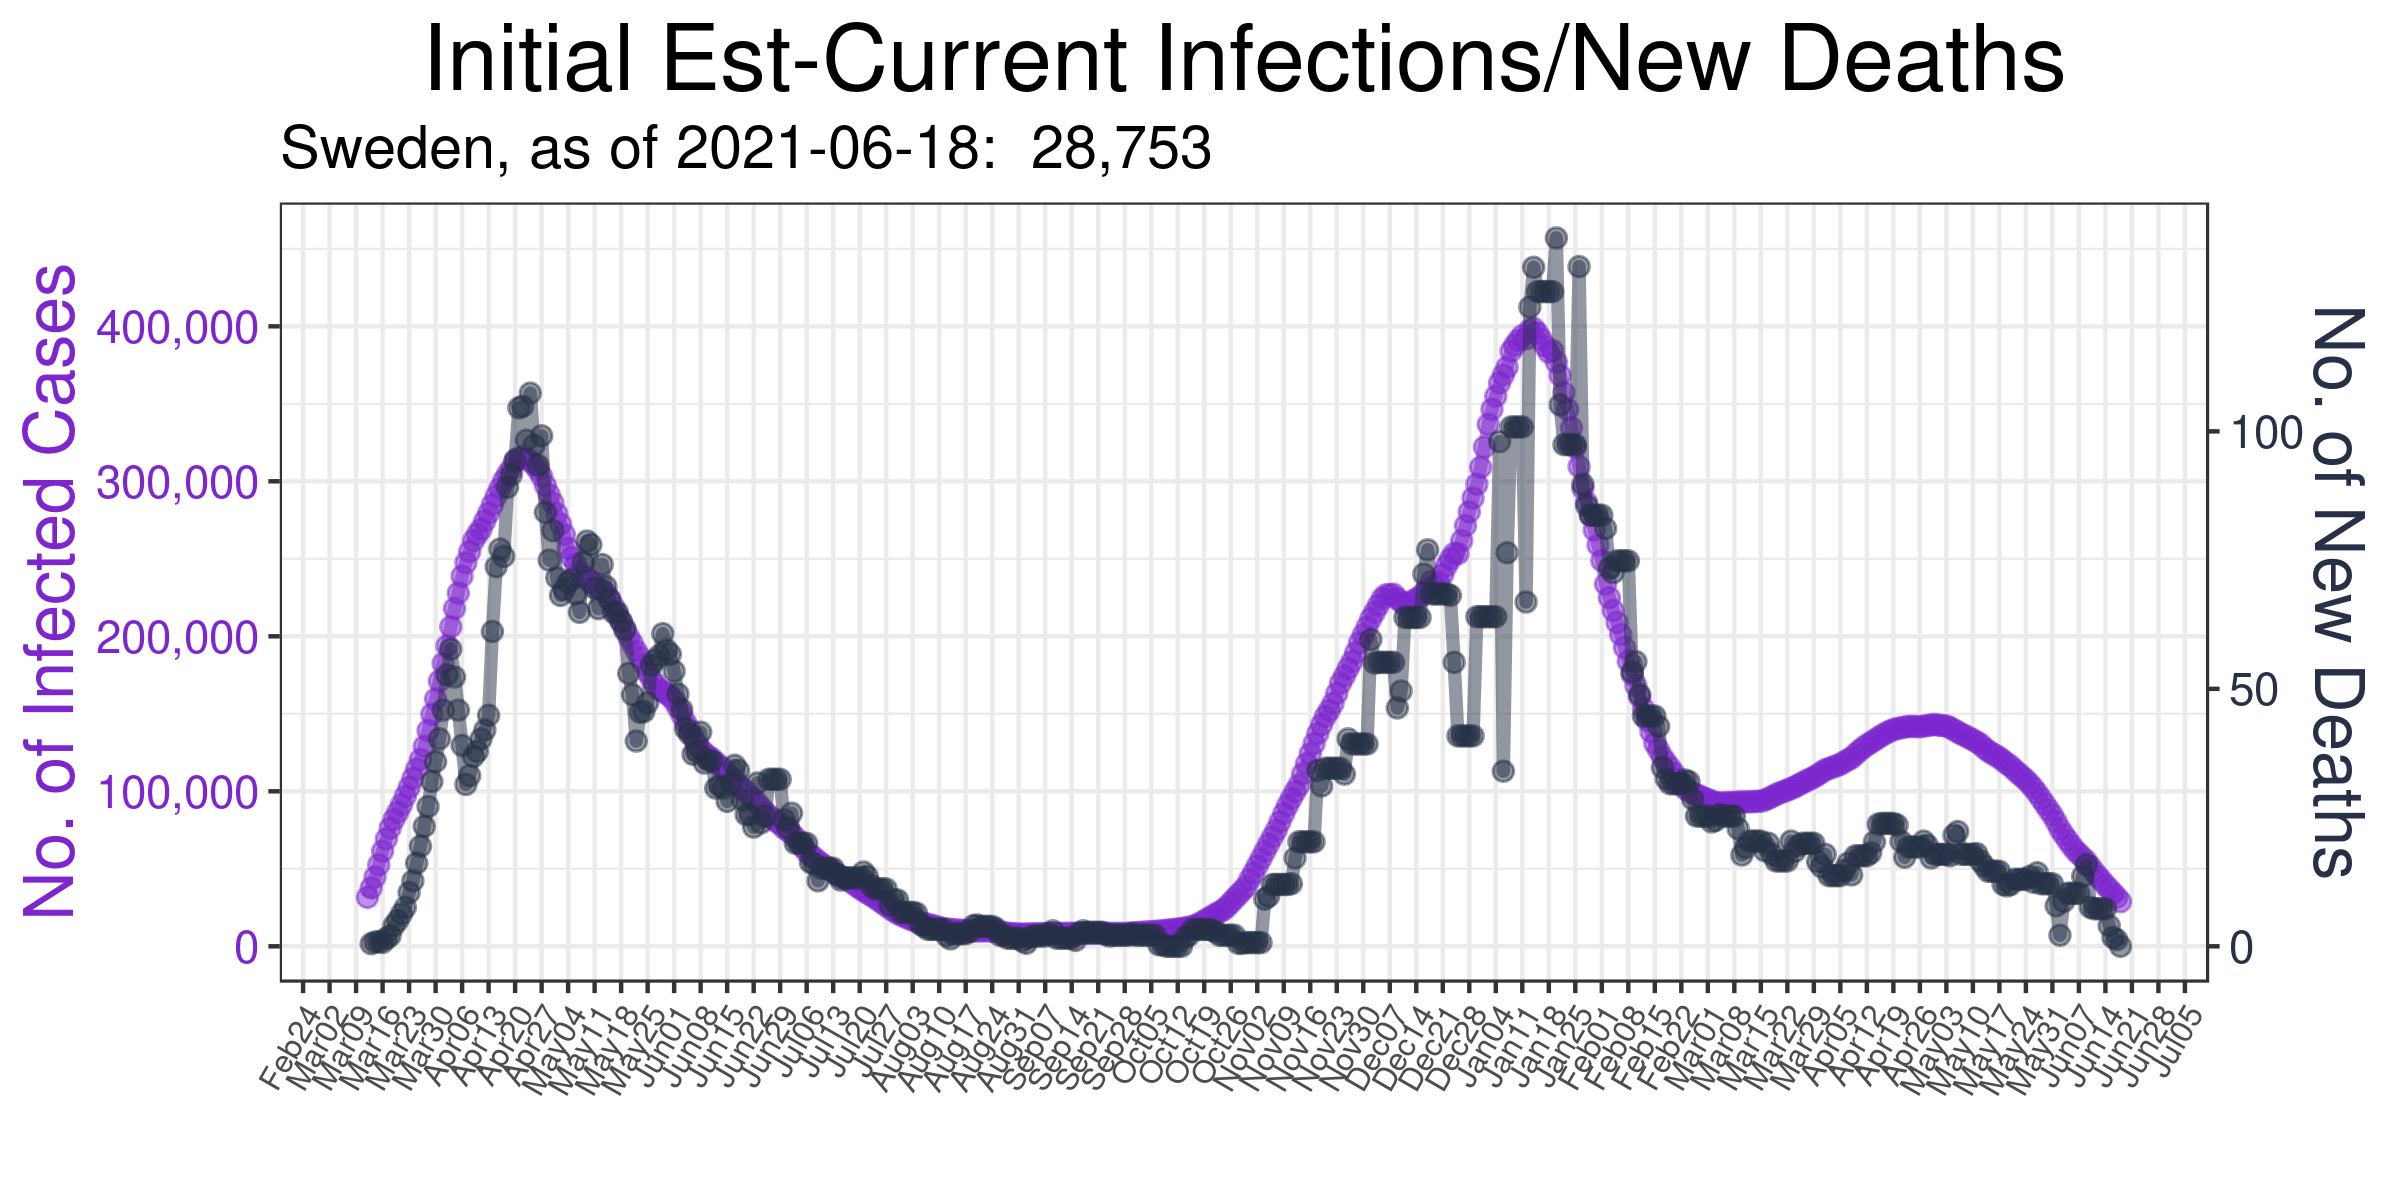 Initial Est-Current Infections/New Deaths
Sweden, as of 2021-06-18: 28,753
No. of Infected Cases
400,000
300,000
200,000
100,000
0
No. of New Deaths
100
50
0
Feb24
Mar02
Mar09
Mar16
Mar23
Mar30
Apr06
Apr13
Apr20
Apr27
May04
May11
May18
May25
Jun01
Jun08
Jun15
Jun22
Jun29
Jul06
Jul13
Jul20
Jul27
Aug03
Aug10
Aug17
Aug24
Aug31
Sep07
Sep14
Sep21
Sep28
Oct05
Oct12
Oct19
Oct26
Nov02
Nov09
Nov16
Nov23
Nov30
Dec07
Dec14
Dec21
Dec28
Jan04
Jan11
Jan18
Jan25
Feb01
Feb08
Feb15
Feb22
Mar01
Mar08
Mar15
Mar22
Mar29
Apr05
Apr12
Apr19
Apr26
May03
May10
May17
May24
May31
Jun07
Jun14
Jun21
Jun28
Jul05